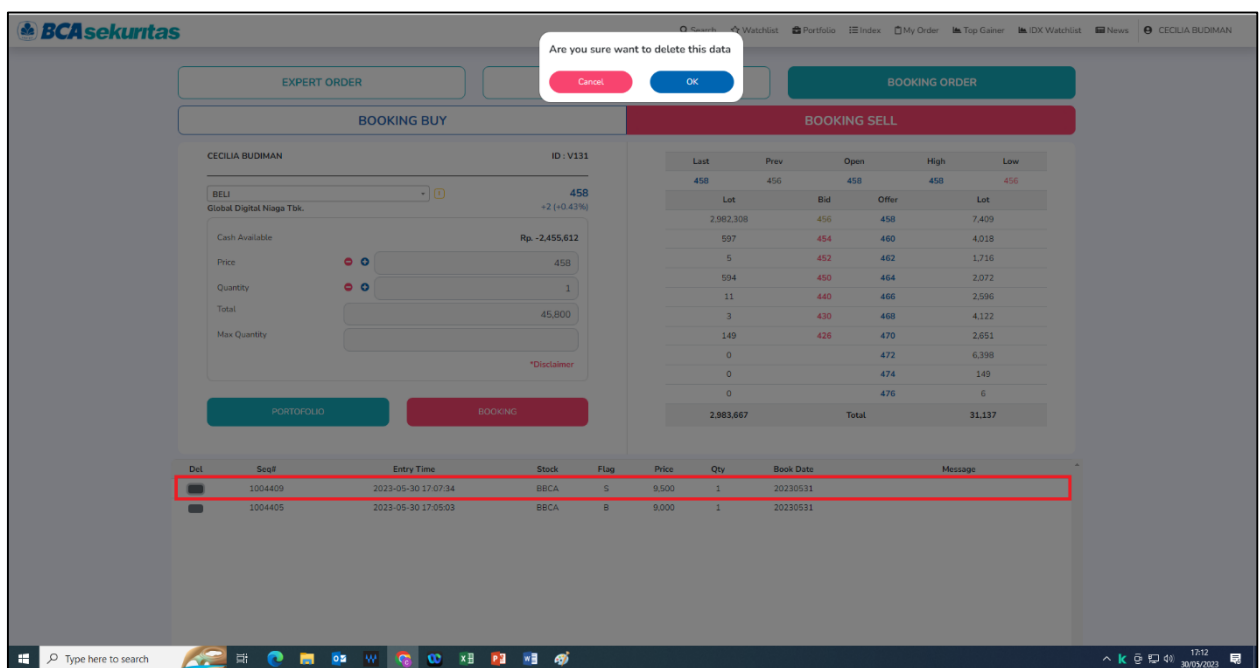 BCA sekuritas
Search Watchlist Portfolio Index My Order Top Gainer IDX Watchlist News CECILIA BUDIMAN
Are you sure want to delete this data
Cancel OK
EXPERT ORDER BOOKING ORDER
BOOKING BUY BOOKING SELL
CECILIA BUDIMAN ID : V131
BELI 458
Global Digital Niaga Tbk. +2 (+0.43%)
Cash Available Rp. -2,455,612
Price 458
Quantity 1
Total 45,800
Max Quantity
*Disclaimer
PORTOFOLIO BOOKING
Last Prev Open High Low
458 456 458 458 456
Lot Bid Offer Lot
2,982,308 456 458 7,409
597 454 460 4,018
5 452 462 1,716
594 450 464 2,072
11 440 466 2,596
3 430 468 4,122
149 426 470 2,651
0 472 6,398
0 474 149
0 476 6
2,983,667 Total 31,137
Del Seq# Entry Time Stock Flag Price Qty Book Date Message
1004409 2023-05-30 17:07:34 BBCA S 9,500 1 20230531
1004405 2023-05-30 17:05:03 BBCA B 9,000 1 20230531
Type here to search
17:12
30/05/2023